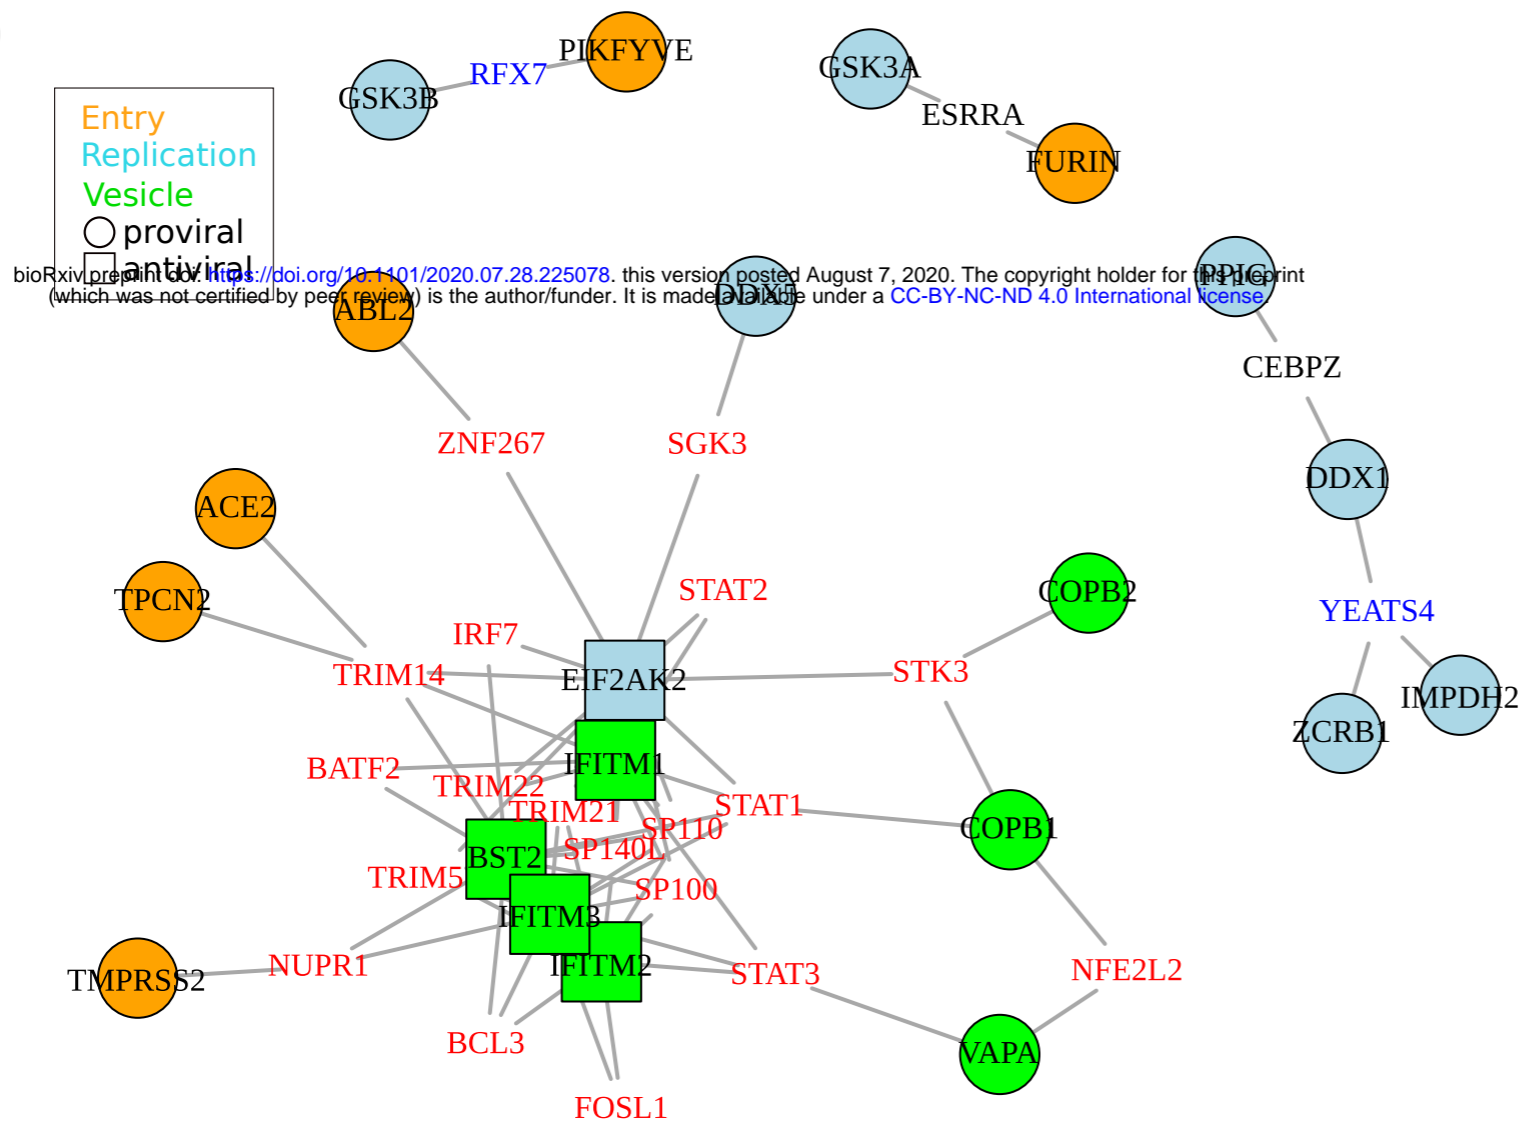 PIKFYVE
RFX7
GSK3B
GSK3A
ESRRA
FURIN
Entry
Replication
Vesicle
proviral
antiviral
bioRxiv preprint doi: https://doi.org/10.1101/2020.07.28.225078. this version posted August 7, 2020. The copyright holder for this preprint
(which was not certified by peer review) is the author/funder. It is made available under a CC-BY-NC-ND 4.0 International license.
ABL2
DDX5
PPIG
CEBPZ
ZNF267
SGK3
DDX1
ACE2
TPCN2
STAT2
COPB2
YEATS4
IRF7
TRIM14
EIF2AK2
STK3
IMPDH2
ZCRB1
BATF2
IFITM1
TRIM22
TRIM21
STAT1
SP110
COPB1
SP140L
BST2
TRIM5
SP100
IFITM3
NUPR1
IFITM2
STAT3
NFE2L2
TMPRSS2
BCL3
VAPA
FOSL1